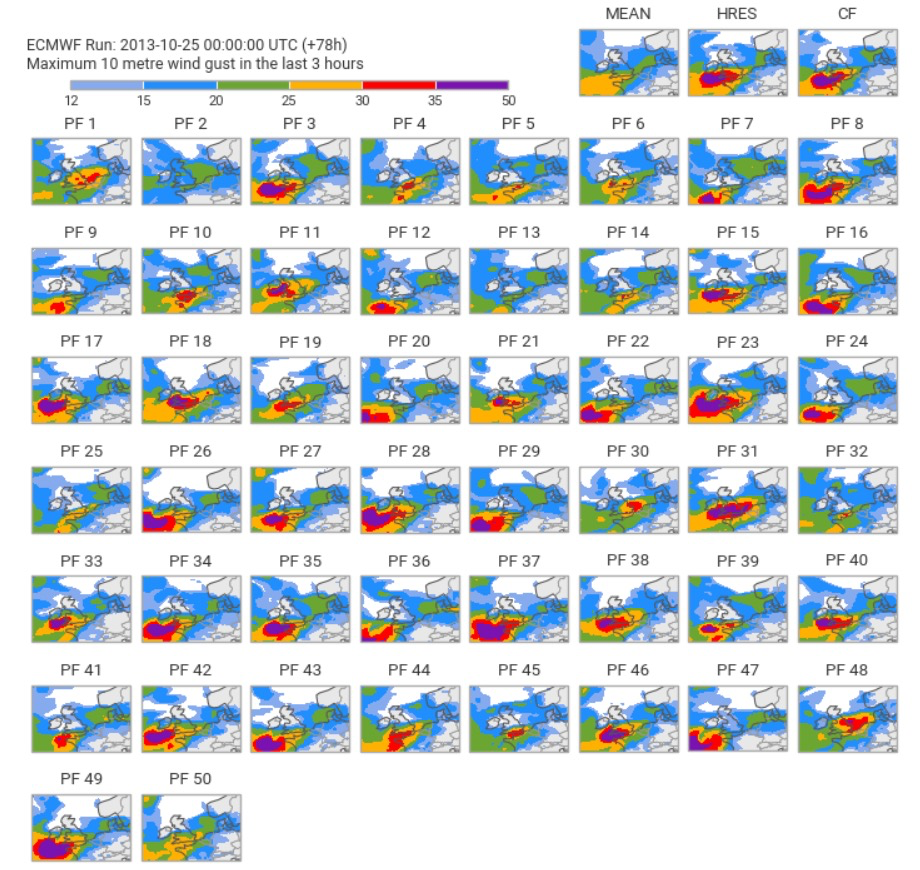 MEAN HRES CF
ECMWF Run: 2013-10-25 00:00:00 UTC (+78h)
Maximum 10 metre wind gust in the last 3 hours
12 15 20 25 30 35 50
PF 1 PF 2 PF 3 PF 4 PF 5 PF 6 PF 7 PF 8
PF 9 PF 10 PF 11 PF 12 PF 13 PF 14 PF 15 PF 16
PF 17 PF 18 PF 19 PF 20 PF 21 PF 22 PF 23 PF 24
PF 25 PF 26 PF 27 PF 28 PF 29 PF 30 PF 31 PF 32
PF 33 PF 34 PF 35 PF 36 PF 37 PF 38 PF 39 PF 40
PF 41 PF 42 PF 43 PF 44 PF 45 PF 46 PF 47 PF 48
PF 49 PF 50